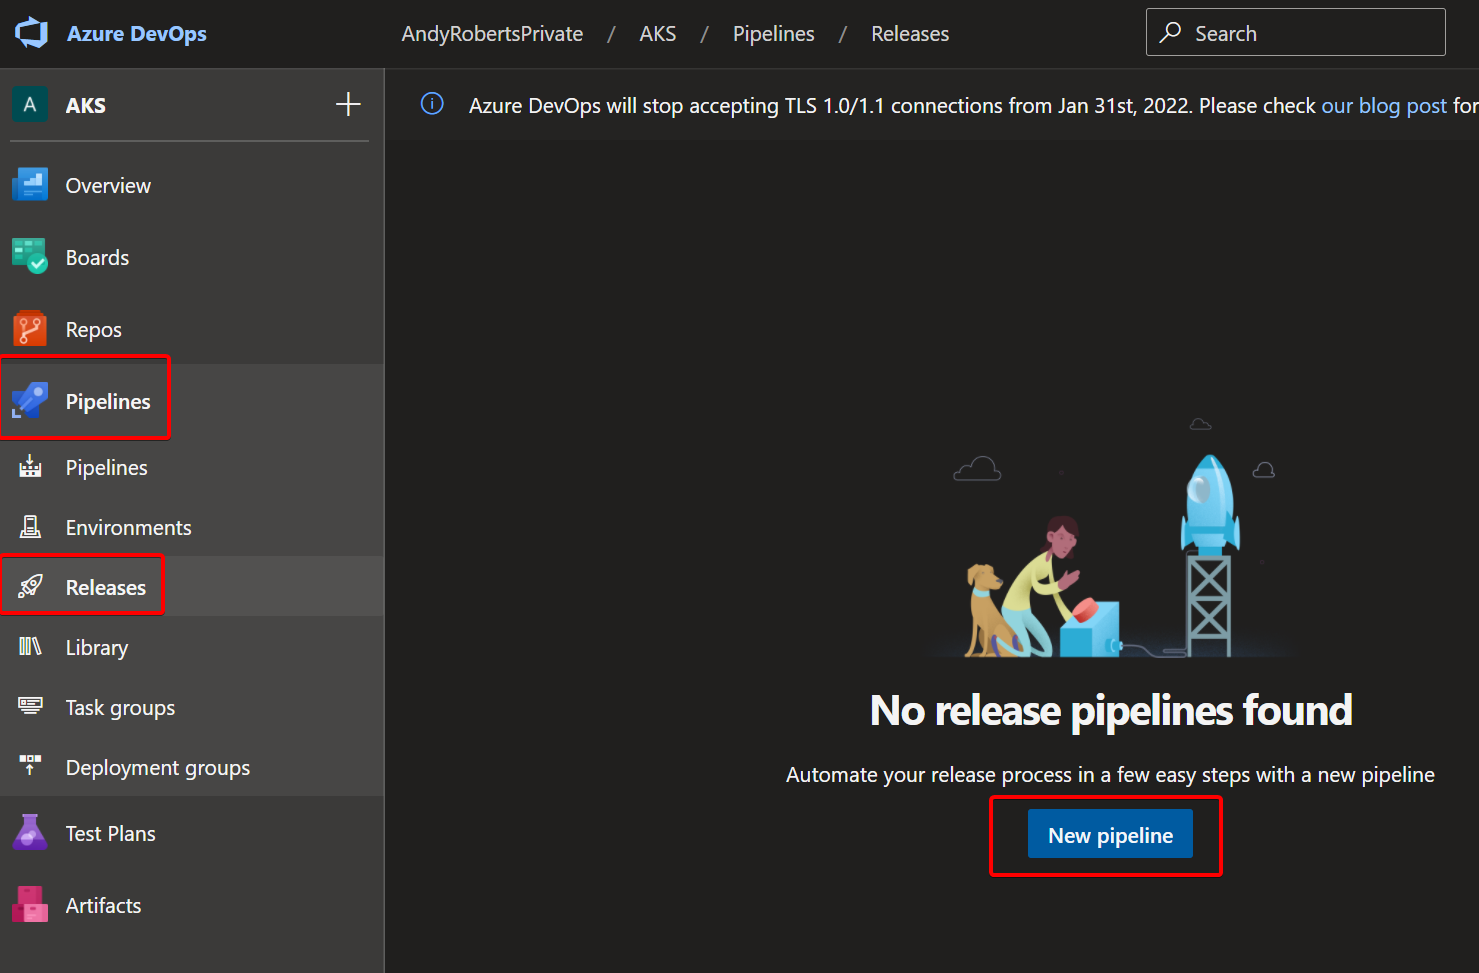 Azure DevOps
AndyRobertsPrivate / AKS / Pipelines / Releases
Search
A AKS
Azure DevOps will stop accepting TLS 1.0/1.1 connections from Jan 31st, 2022. Please check our blog post for
Overview
Boards
Repos
Pipelines
Pipelines
Environments
Releases
Library
Task groups
Deployment groups
Test Plans
Artifacts
No release pipelines found
Automate your release process in a few easy steps with a new pipeline
New pipeline